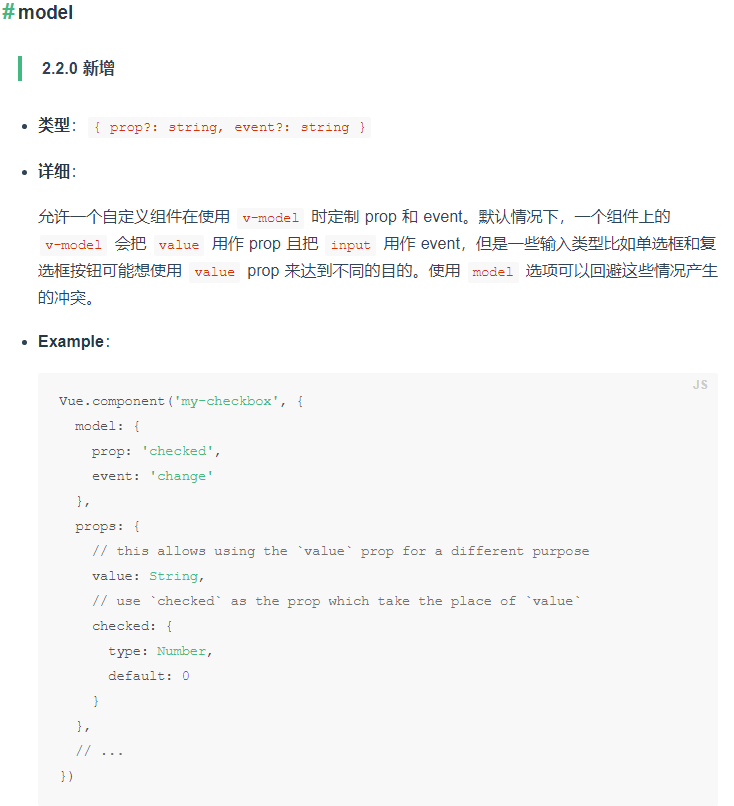 #model
2.2.0 新增
类型： { prop?: string, event?: string }
详细：
允许一个自定义组件在使用 v-model 时定制 prop 和 event。默认情况下，一个组件上的
v-model 会把 value 用作 prop 且把 input 用作 event，但是一些输入类型比如单选框和复
选框按钮可能想使用 value prop 来达到不同的目的。使用 model 选项可以回避这些情况产生
的冲突。
Example：
JS
Vue.component('my-checkbox', {
  model: {
    prop: 'checked',
    event: 'change'
  },
  props: {
    // this allows using the `value` prop for a different purpose
    value: String,
    // use `checked` as the prop which take the place of `value`
    checked: {
      type: Number,
      default: 0
    }
  },
  // ...
})